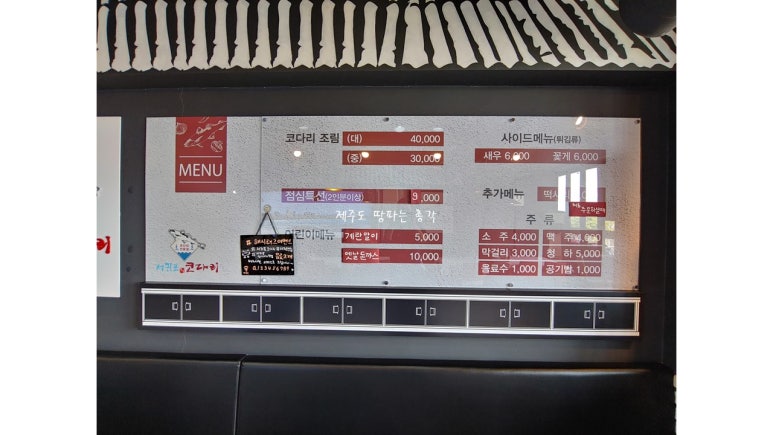 MENU
코다리 조림 (대) 40,000
(중) 30,000
점심특선(2인분이상) 9,000
제주도 땅파는 총각
어린이메뉴 계란말이 5,000
옛날돈까스 10,000
사이드메뉴(튀김류)
새우 6,000 꽃게 6,000
추가메뉴
주류
소 주 4,000 맥 주 4,000
막걸리 3,000 청 하 5,000
음료수 1,000 공기밥 1,000
코다리